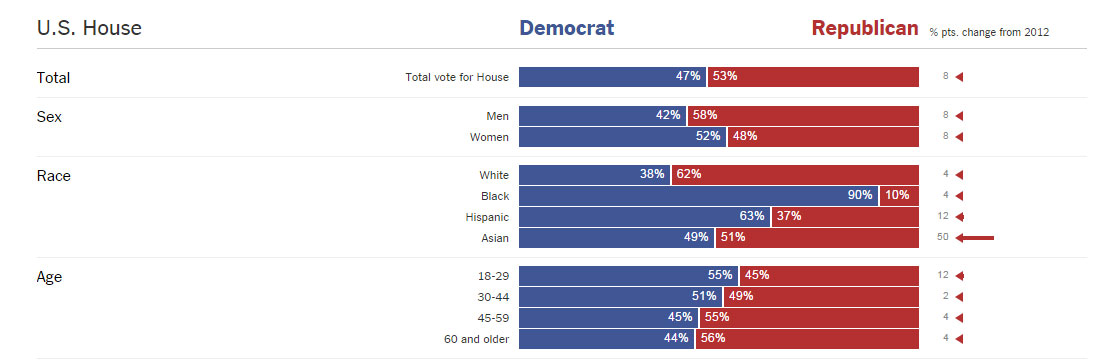 U.S. House Democrat Republican % pts. change from 2012
Total Total vote for House 47% 53% 8
Sex Men 42% 58% 8
Women 52% 48% 8
Race White 38% 62% 4
Black 90% 10% 4
Hispanic 63% 37% 12
Asian 49% 51% 50
Age 18-29 55% 45% 12
30-44 51% 49% 2
45-59 45% 55% 4
60 and older 44% 56% 4